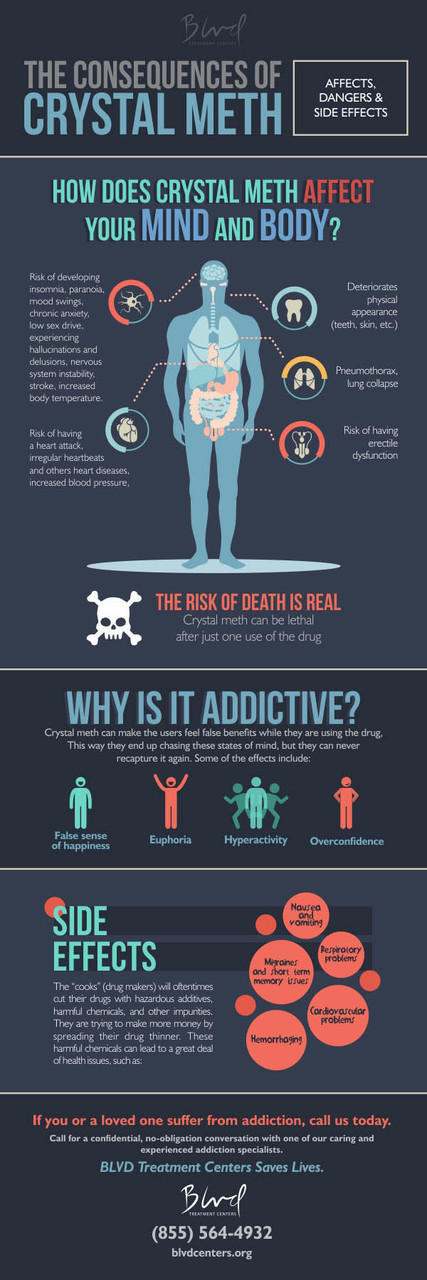 Blvd
TREATMENT CENTERS
THE CONSEQUENCES OF
CRYSTAL METH
AFFECTS,
DANGERS &
SIDE EFFECTS
HOW DOES CRYSTAL METH AFFECT
YOUR MIND AND BODY?
Risk of developing
insomnia, paranoia,
mood swings,
chronic anxiety,
low sex drive,
experiencing
hallucinations and
delusions, nervous
system instability,
stroke, increased
body temperature.
Risk of having
a heart attack,
irregular heartbeats
and others heart diseases,
increased blood pressure,
Deteriorates
physical
appearance
(teeth, skin, etc.)
Pneumothorax,
lung collapse
Risk of having
erectile
dysfunction
THE RISK OF DEATH IS REAL
Crystal meth can be lethal
after just one use of the drug
WHY IS IT ADDICTIVE?
Crystal meth can make the users feel false benefits while they are using the drug,
This way they end up chasing these states of mind, but they can never
recapture it again. Some of the effects include:
False sense
of happiness
Euphoria
Hyperactivity
Overconfidence
SIDE
EFFECTS
The “cooks” (drug makers) will oftentimes
cut their drugs with hazardous additives,
harmful chemicals, and other impurities.
They are trying to make more money by
spreading their drug thinner. These
harmful chemicals can lead to a great deal
of health issues, such as:
Nausea
and
vomiting
Respiratory
problems
Migraines
and short term
memory issues
Cardiovascular
problems
Hemorrhaging
If you or a loved one suffer from addiction, call us today.
Call for a confidential, no-obligation conversation with one of our caring and
experienced addiction specialists.
BLVD Treatment Centers Saves Lives.
Blvd
TREATMENT CENTERS
(855) 564-4932
blvdcenters.org